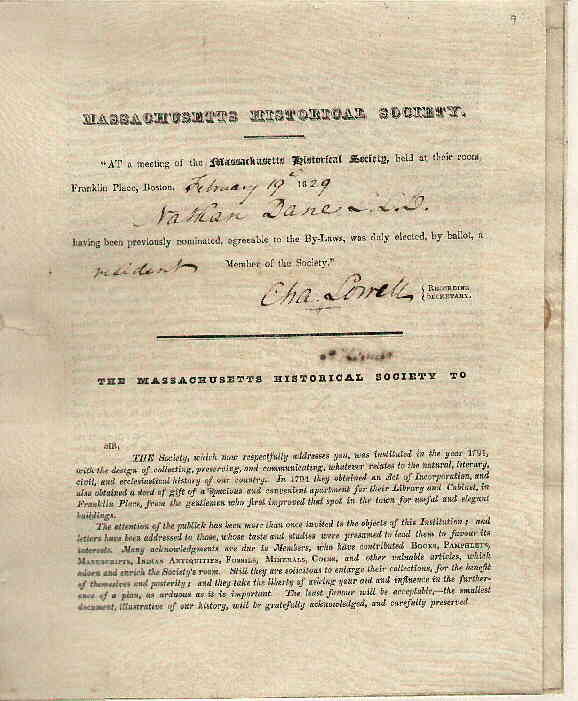 9
MASSACHUSETTS HISTORICAL SOCIETY.
"AT a meeting of the Massachusetts Historical Society, held at their room,
Franklin Place, Boston, February 19th 1829
Nathan Dane L.L.D.
having been previously nominated, agreeable to the By-Laws, was duly elected, by ballot, a
resident Member of the Society."
Cha. Lowell { RECORDING
SECRETARY.
THE MASSACHUSETTS HISTORICAL SOCIETY TO
SIR,
THE Society, which now respectfully addresses you, was instituted in the year 1791,
with the design of collecting, preserving, and communicating, whatever relates to the natural, literary,
civil, and ecclesiastical history of our country. In 1794 they obtained an Act of Incorporation, and
also obtained a deed of gift of a spacious and convenient apartment for their Library and Cabinet, in
Franklin Place, from the gentlemen who first improved that spot in the town for useful and elegant
buildings.
The attention of the publick has been more than once invited to the objects of this Institution; and
letters have been addressed to those, whose taste and studies were presumed to lead them to favour its
interests. Many acknowledgments are due to Members, who have contributed BOOKS, PAMPHLETS,
MANUSCRIPTS, INDIAN ANTIQUITIES, FOSSILS, MINERALS, COINS, and other valuable articles, which
adorn and enrich the Society's room. Still they are solicitous to enlarge their collections, for the benefit
of themselves and posterity; and they take the liberty of asking your aid and influence in the further-
ance of a plan, as arduous as it is important. The least favour will be acceptable,—the smallest
document, illustrative of our history, will be gratefully acknowledged, and carefully preserved